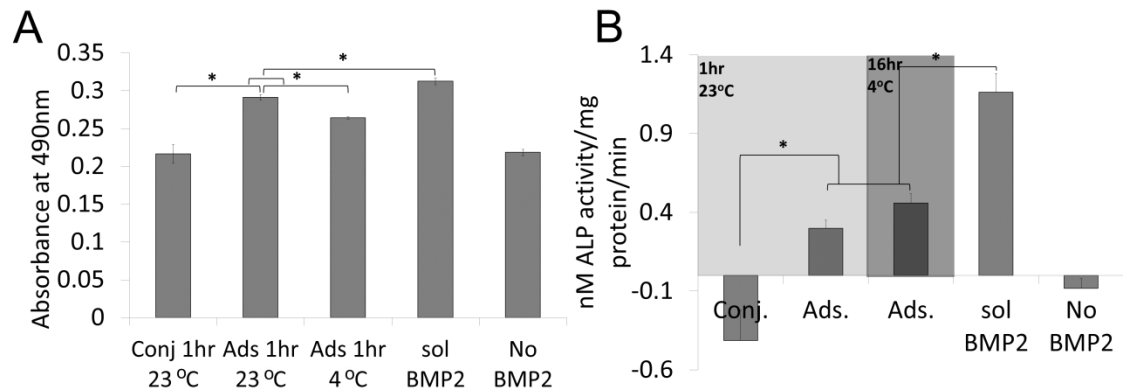 A
Absorbance at 490nm
0.35
0.3
0.25
0.2
0.15
0.1
0.05
0
*
*
*
Conj 1hr
23 °C
Ads 1hr
23 °C
Ads 1hr
4 °C
sol
BMP2
No
BMP2
B
nM ALP activity/mg
protein/min
1.4
0.9
0.4
-0.1
-0.6
1hr
23°C
16hr
4°C
*
*
Conj.
Ads.
Ads.
sol
BMP2
No
BMP2